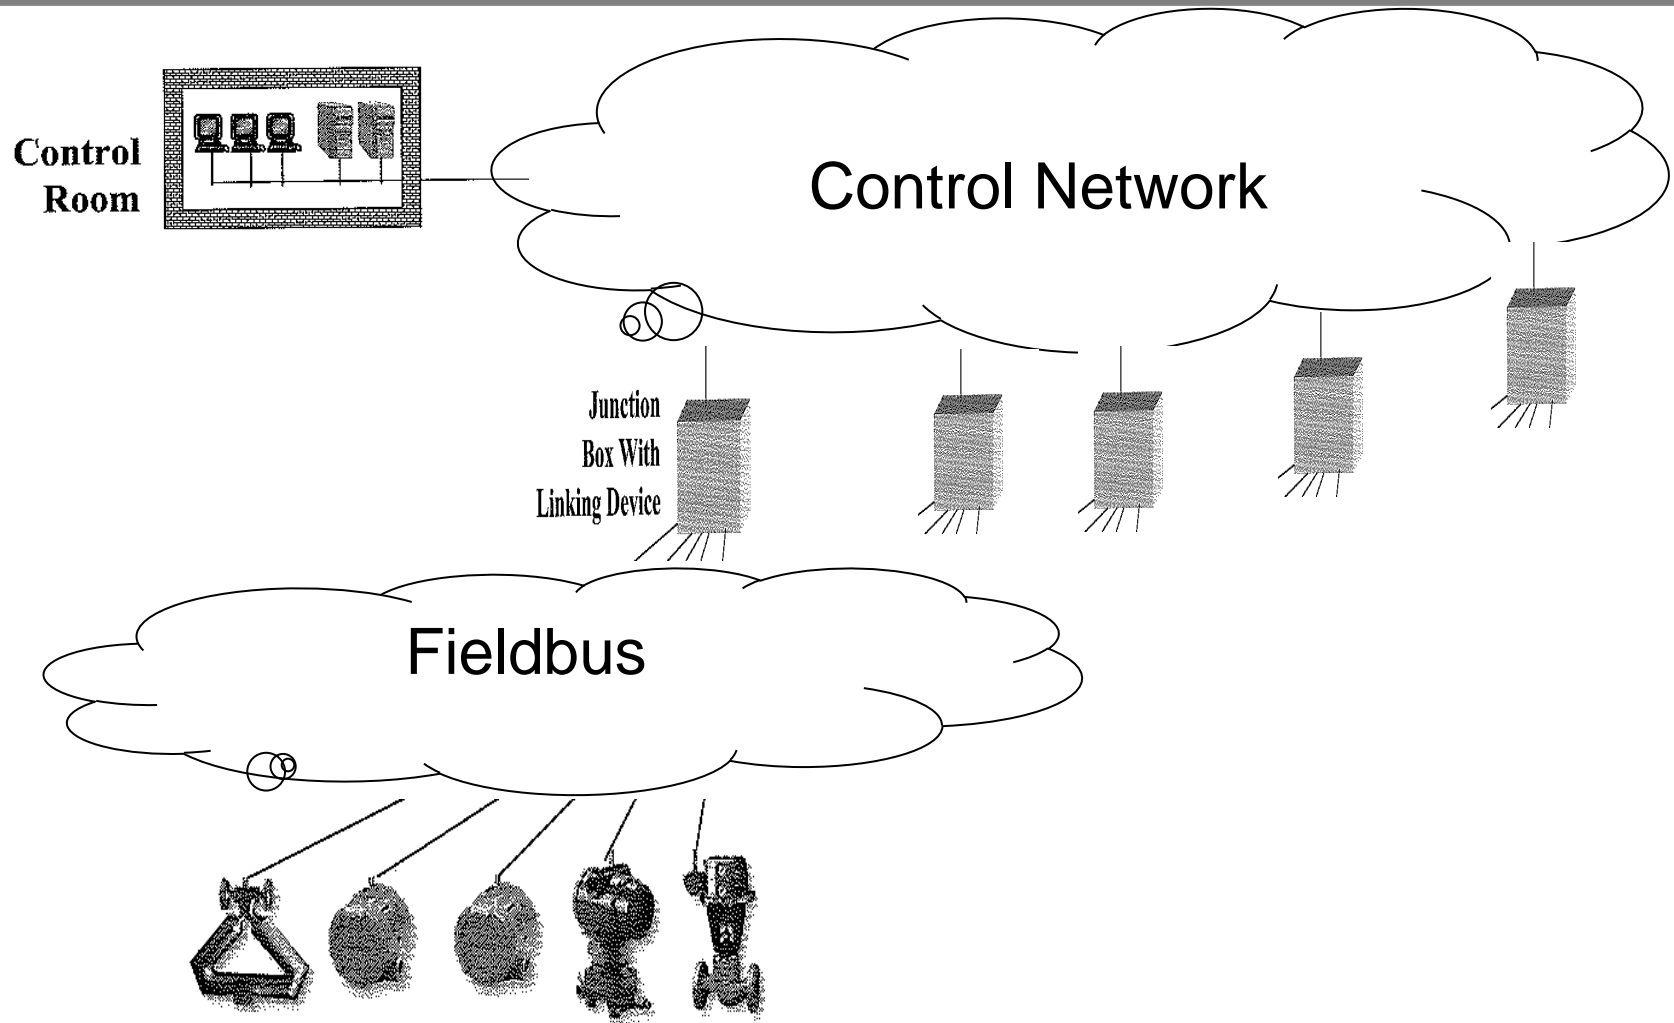 Control
Room
Control Network
Junction
Box With
Linking Device
Fieldbus